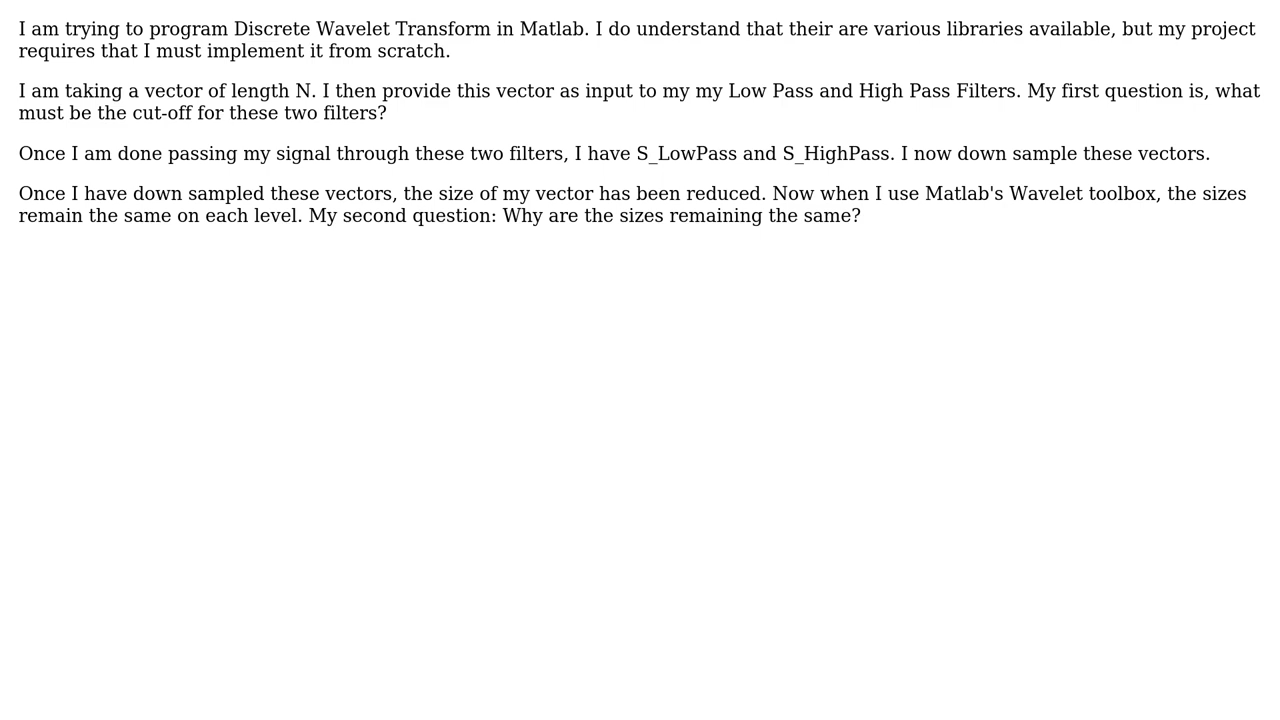 I am trying to program Discrete Wavelet Transform in Matlab. I do understand that their are various libraries available, but my project
requires that I must implement it from scratch.
I am taking a vector of length N. I then provide this vector as input to my my Low Pass and High Pass Filters. My first question is, what
must be the cut-off for these two filters?
Once I am done passing my signal through these two filters, I have S_LowPass and S_HighPass. I now down sample these vectors.
Once I have down sampled these vectors, the size of my vector has been reduced. Now when I use Matlab's Wavelet toolbox, the sizes
remain the same on each level. My second question: Why are the sizes remaining the same?